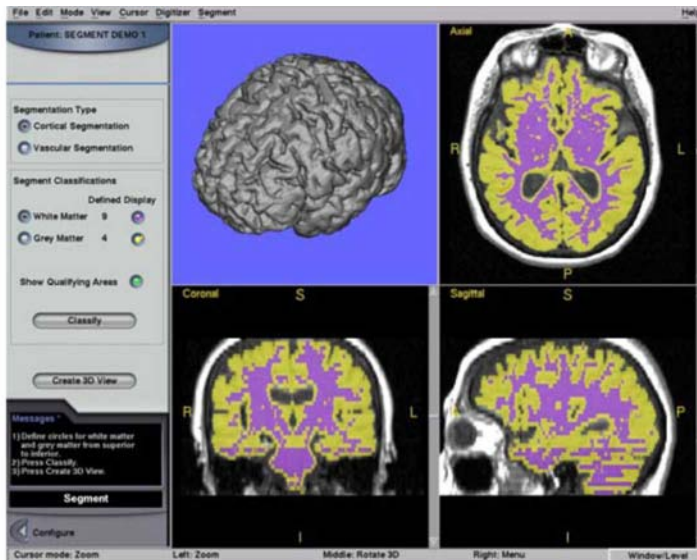 File Edit Mode View Cursor Digitizer Segment Help
Patient: SEGMENT DEMO 1
Segmentation Type
Cortical Segmentation
Vascular Segmentation
Segment Classifications
Defined Display
White Matter 9
Grey Matter 4
Show Qualifying Areas
Classify
Create 3D View
Messages
1) Define circles for white matter
and grey matter from superior
to inferior.
2) Press Classify.
3) Press Create 3D View.
Segment
Configure
Axial
A
R
L
P
Coronal
S
R
L
I
Sagittal
S
P
I
Cursor mode: Zoom Left: Zoom Middle: Rotate 3D Right: Menu Window/Level